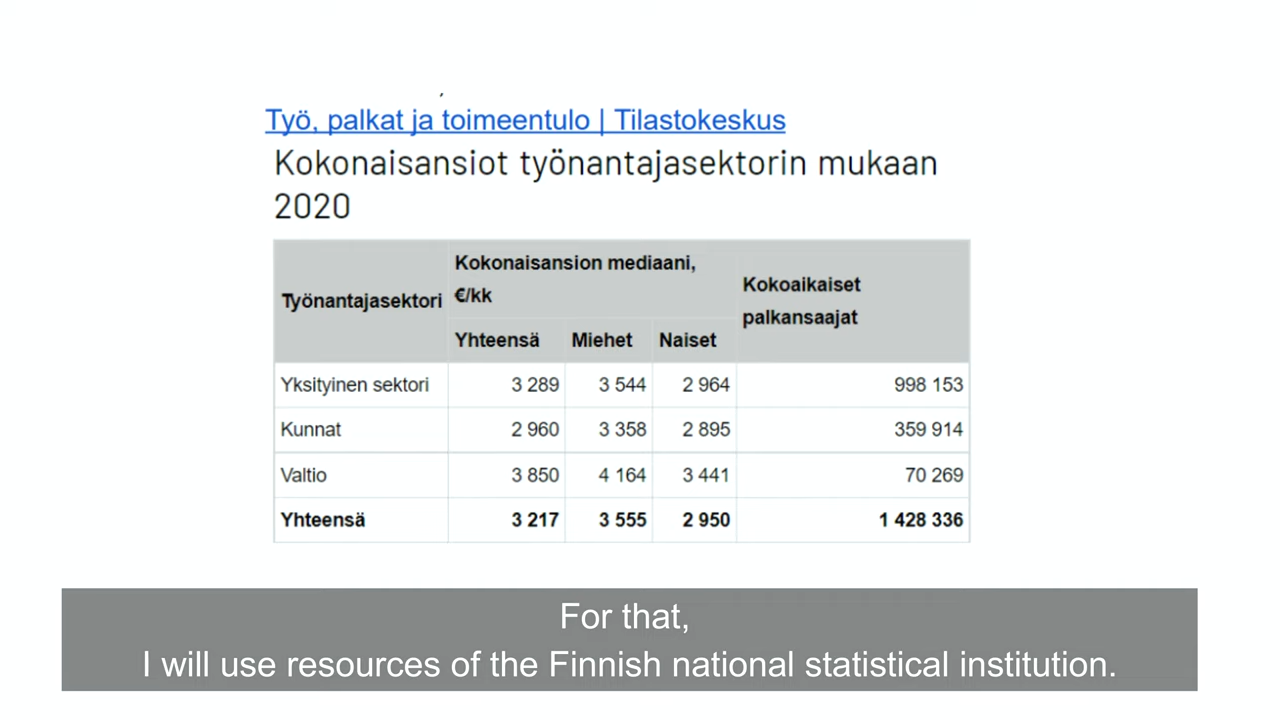 Työ, palkat ja toimeentulo | Tilastokeskus
Kokonaisansiot työnantajasektorin mukaan
2020
Työnantajasektori
Kokonaisansion mediaani,
€/kk
Kokoaikaiset
palkansaajat
Yhteensä Miehet Naiset
Yksityinen sektori 3 289 3 544 2 964 998 153
Kunnat 2 960 3 358 2 895 359 914
Valtio 3 850 4 164 3 441 70 269
Yhteensä 3 217 3 555 2 950 1 428 336
For that,
I will use resources of the Finnish national statistical institution.